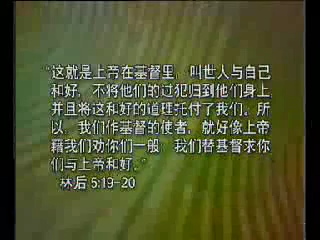 “这就是上帝在基督里，叫世人与自己
和好，不将他们的过犯归到他们身上，
并且将这和好的道理托付了我们。所
以，我们作基督的使者，就好像上帝
藉我们劝你们一般；我们替基督求你
们与上帝和好。”
林后 5:19-20